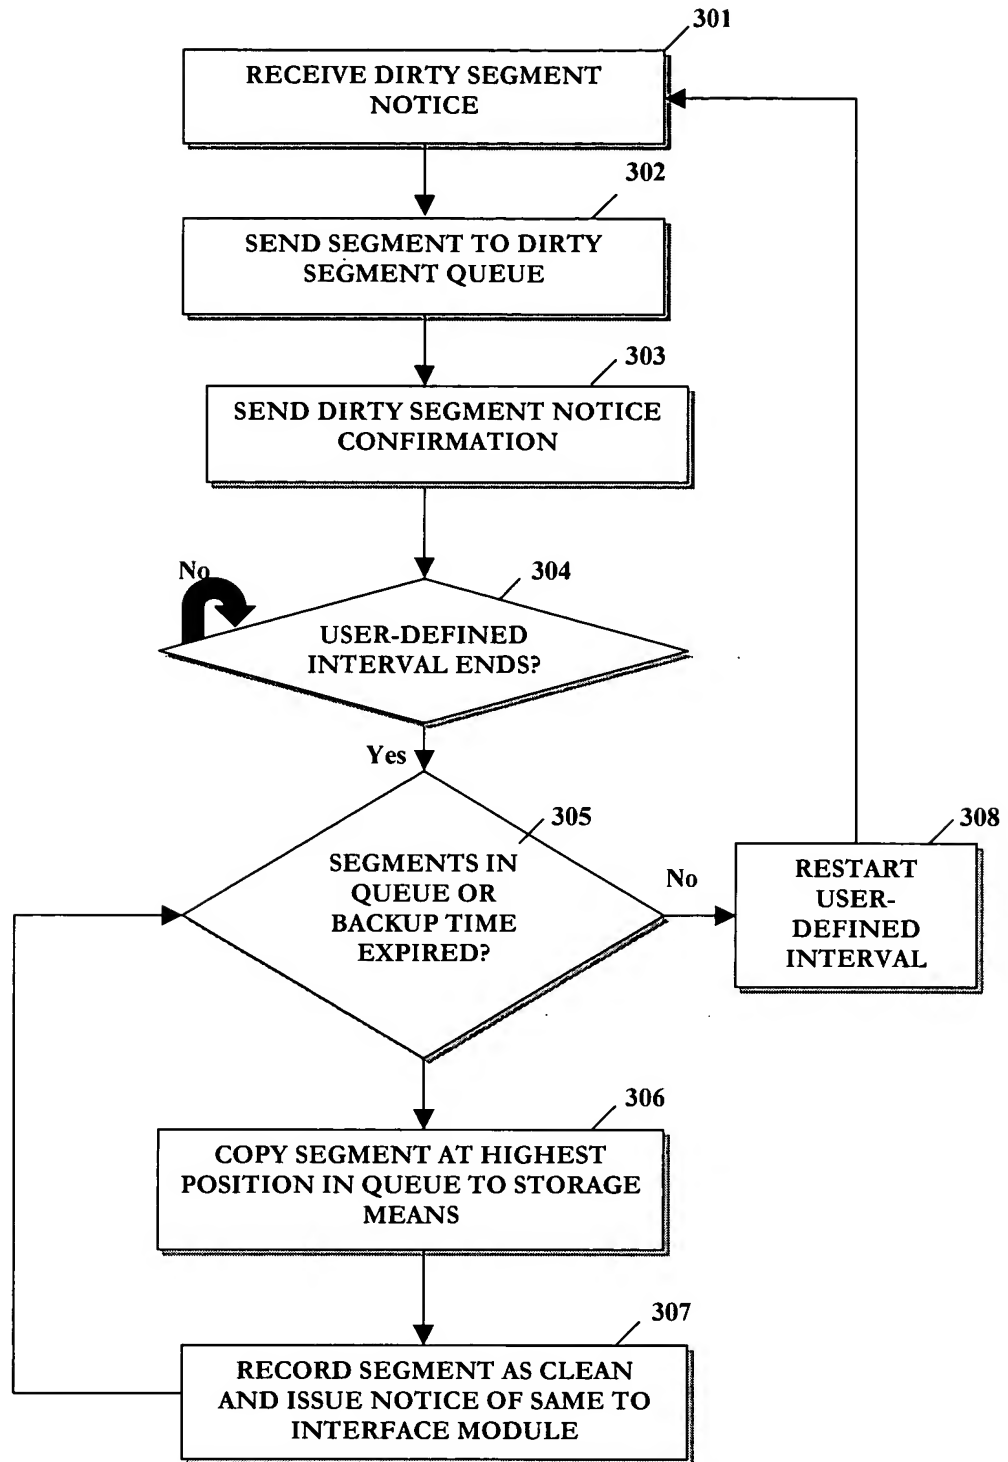 301
RECEIVE DIRTY SEGMENT
NOTICE
302
SEND SEGMENT TO DIRTY
SEGMENT QUEUE
303
SEND DIRTY SEGMENT NOTICE
CONFIRMATION
No
304
USER-DEFINED
INTERVAL ENDS?
Yes
305
SEGMENTS IN
QUEUE OR
BACKUP TIME
EXPIRED?
No
308
RESTART
USER-
DEFINED
INTERVAL
306
COPY SEGMENT AT HIGHEST
POSITION IN QUEUE TO STORAGE
MEANS
307
RECORD SEGMENT AS CLEAN
AND ISSUE NOTICE OF SAME TO
INTERFACE MODULE